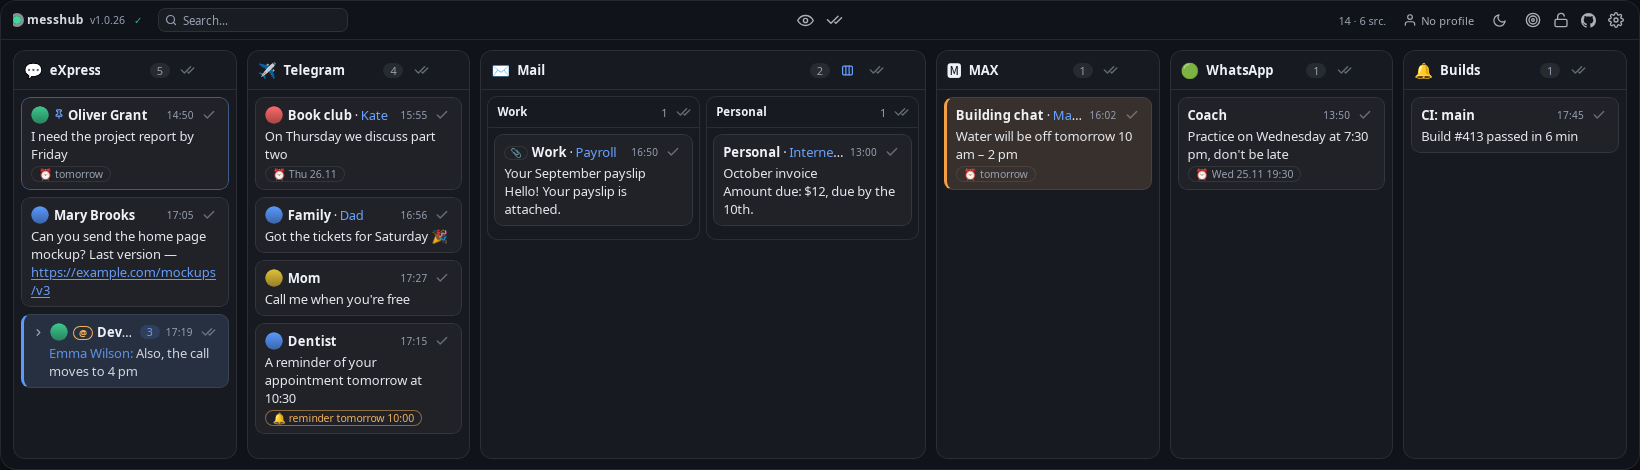 messhub v1.0.26 ✓ Search... 14 · 6 src. No profile
eXpress 5
Oliver Grant 14:50
I need the project report by
Friday
tomorrow
Mary Brooks 17:05
Can you send the home page
mockup? Last version —
https://example.com/mockups
/v3
Dev... 3 17:19
Emma Wilson: Also, the call
moves to 4 pm
Telegram 4
Book club · Kate 15:55
On Thursday we discuss part
two
Thu 26.11
Family · Dad 16:56
Got the tickets for Saturday 🎉
Mom 17:27
Call me when you're free
Dentist 17:15
A reminder of your
appointment tomorrow at
10:30
reminder tomorrow 10:00
Mail 2
Work 1
Work · Payroll 16:50
Your September payslip
Hello! Your payslip is
attached.
Personal 1
Personal · Interne... 13:00
October invoice
Amount due: $12, due by the
10th.
M MAX 1
Building chat · Ma... 16:02
Water will be off tomorrow 10
am – 2 pm
tomorrow
WhatsApp 1
Coach 13:50
Practice on Wednesday at 7:30
pm, don't be late
Wed 25.11 19:30
Builds 1
CI: main 17:45
Build #413 passed in 6 min